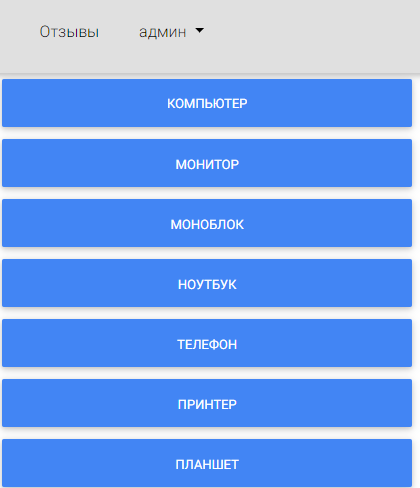 Отзывы админ
КОМПЬЮТЕР
МОНИТОР
МОНОБЛОК
НОУТБУК
ТЕЛЕФОН
ПРИНТЕР
ПЛАНШЕТ